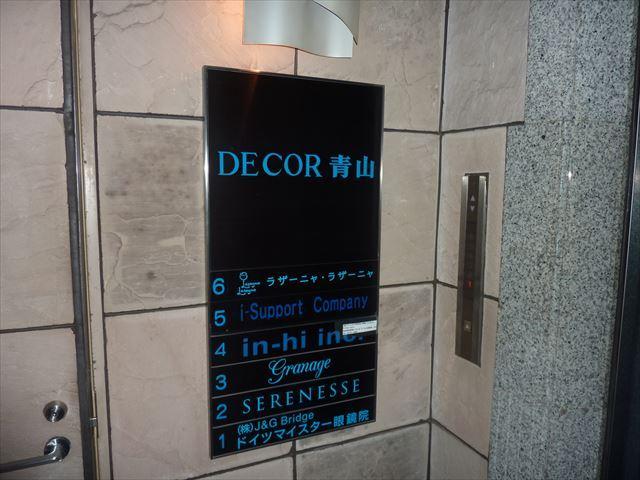 DECOR 青山
6 ラザーニャ・ラザーニャ
5 i-Support Company
4 in-hi inc.
3 Granage
2 SERENESSE
1 (株)J&G Bridge
ドイツマイスター眼鏡院